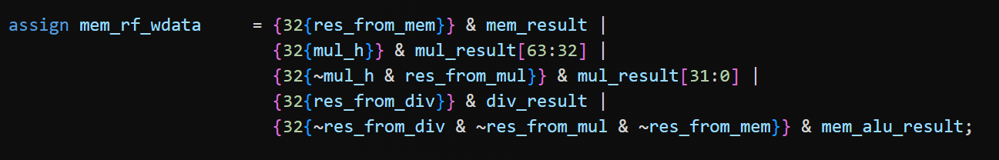 assign mem_rf_wdata     = {32{res_from_mem}} & mem_result |
{32{mul_h}} & mul_result[63:32] |
{32{~mul_h & res_from_mul}} & mul_result[31:0] |
{32{res_from_div}} & div_result |
{32{~res_from_div & ~res_from_mul & ~res_from_mem}} & mem_alu_result;